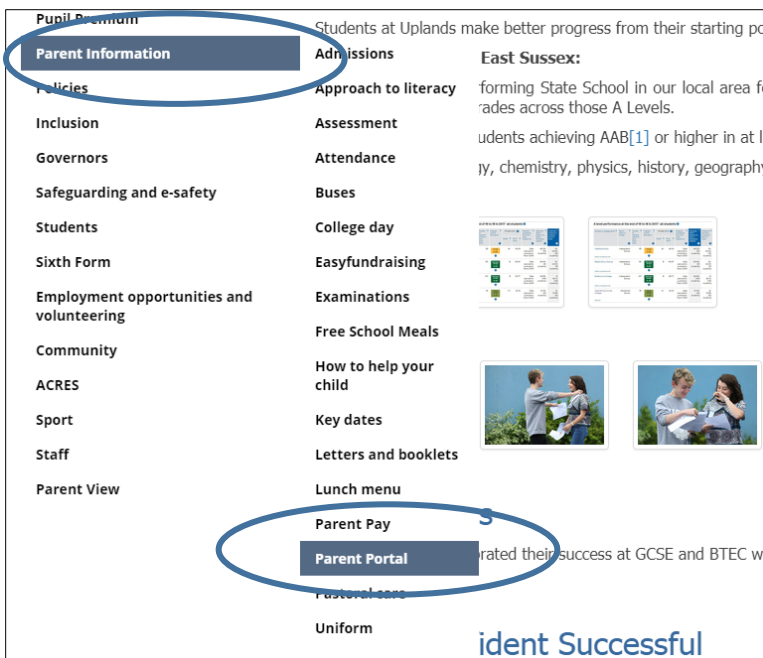 Pupil Premium
Parent Information
Policies
Inclusion
Governors
Safeguarding and e-safety
Students
Sixth Form
Employment opportunities and
volunteering
Community
ACRES
Sport
Staff
Parent View
Admissions
Approach to literacy
Assessment
Attendance
Buses
College day
Easyfundraising
Examinations
Free School Meals
How to help your
child
Key dates
Letters and booklets
Lunch menu
Parent Pay
Parent Portal
Pastoral care
Uniform
Students at Uplands make better progress from their starting po
East Sussex:
forming State School in our local area f
rades across those A Levels.
udents achieving AAB[1] or higher in at l
gy, chemistry, physics, history, geography
s
rated their success at GCSE and BTEC w
ident Successful